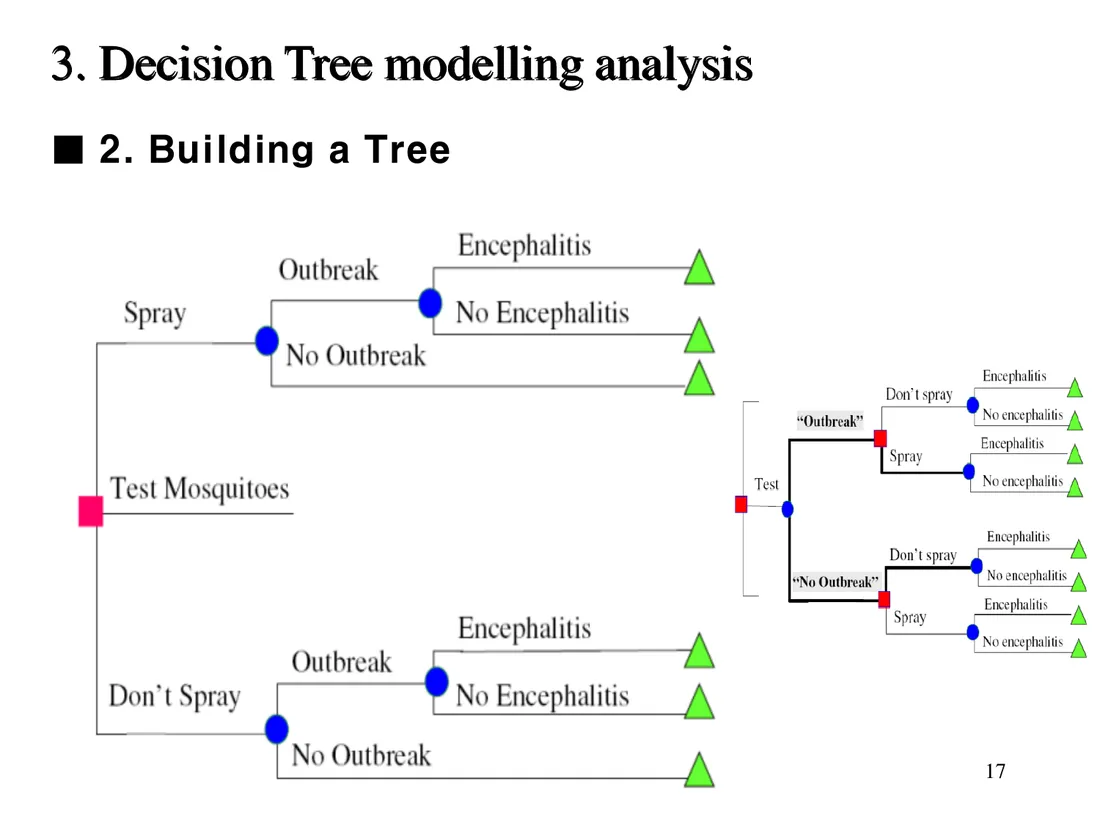 3. Decision Tree modelling analysis
2. Building a Tree
Encephalitis
Outbreak
Spray
No Encephalitis
No Outbreak
Test Mosquitoes
Encephalitis
Outbreak
Don't Spray
No Encephalitis
No Outbreak
Encephalitis
Don't spray
"Outbreak"
No encephalitis
Encephalitis
Spray
Test
No encephalitis
Encephalitis
Don't spray
"No Outbreak"
No encephalitis
Encephalitis
Spray
No encephalitis
17